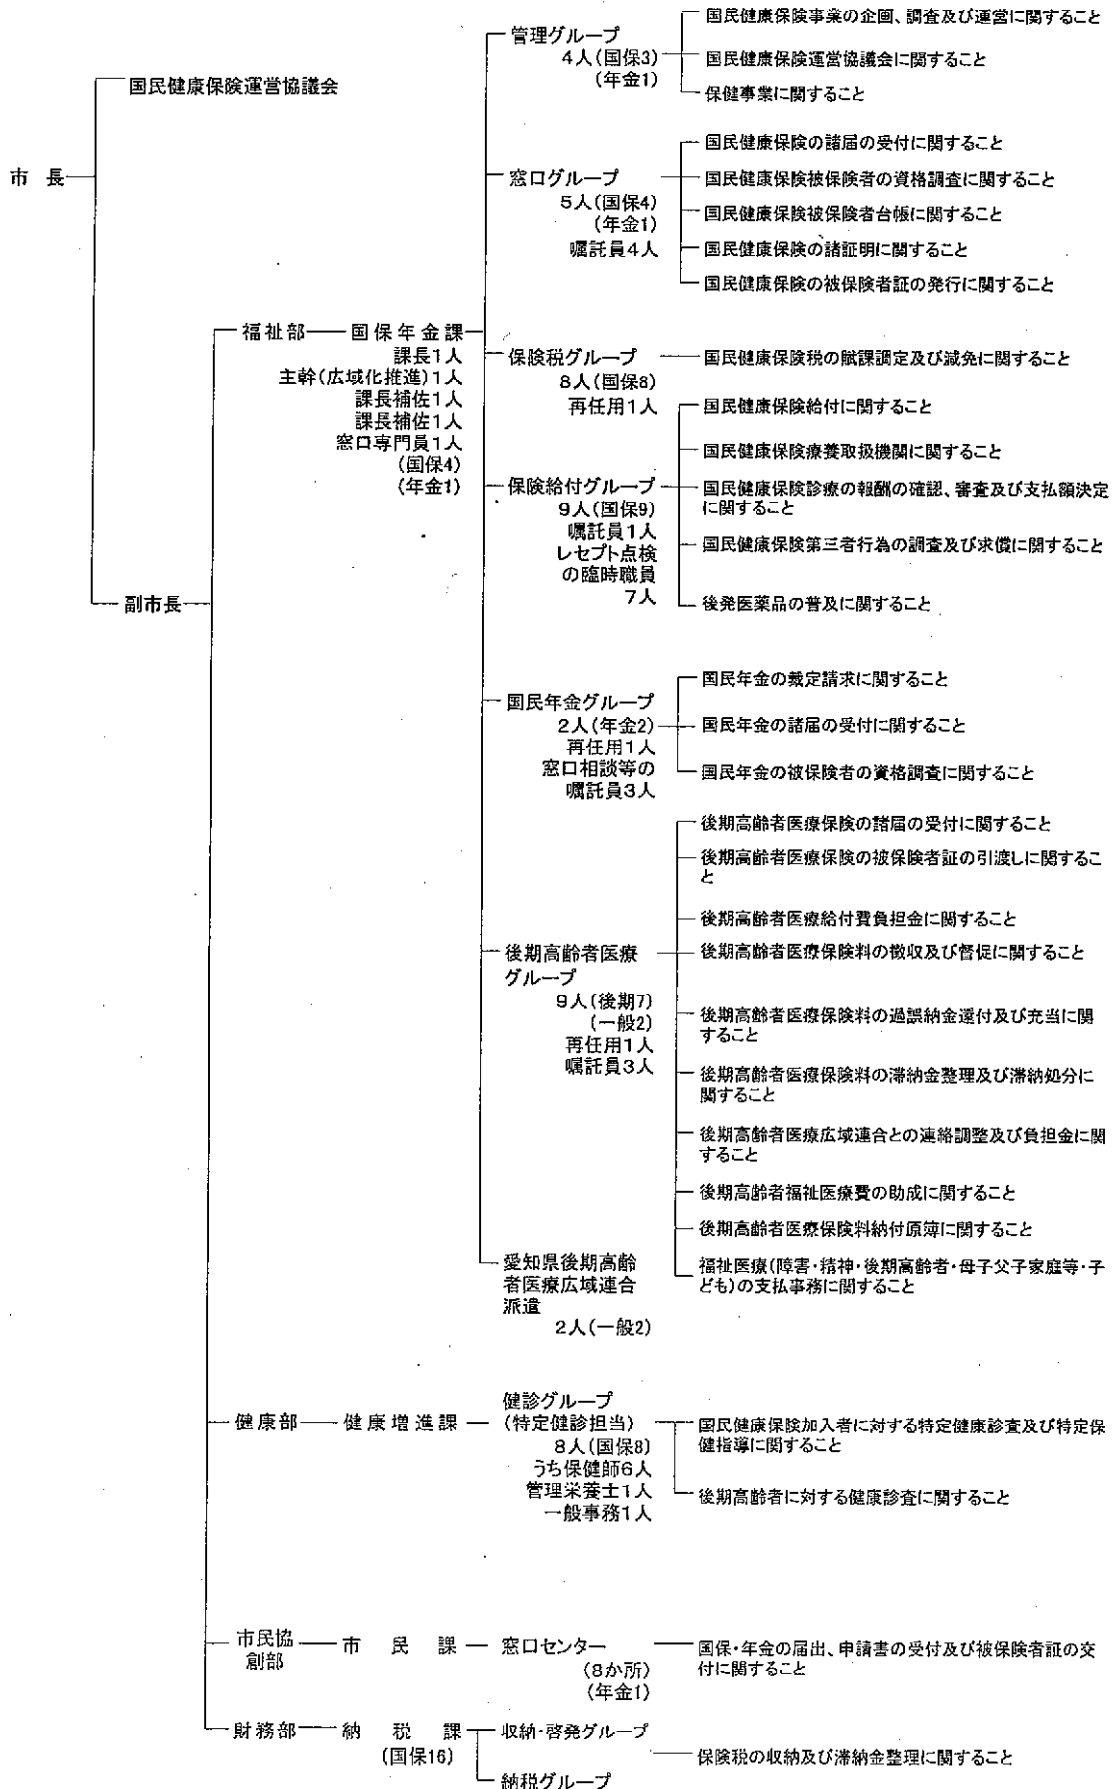 市長
国民健康保険運営協議会
副市長
福祉部
国保年金課
課長1人
主幹(広域化推進)1人
課長補佐1人
課長補佐1人
窓口専門員1人
(国保4)
(年金1)
管理グループ
4人(国保3)
(年金1)
国民健康保険事業の企画、調査及び運営に関すること
国民健康保険運営協議会に関すること
保健事業に関すること
窓口グループ
5人(国保4)
(年金1)
嘱託員4人
国民健康保険の諸届の受付に関すること
国民健康保険被保険者の資格調査に関すること
国民健康保険被保険者台帳に関すること
国民健康保険の諸証明に関すること
国民健康保険の被保険者証の発行に関すること
保険税グループ
8人(国保8)
再任用1人
国民健康保険税の賦課調定及び減免に関すること
保険給付グループ
9人(国保9)
嘱託員1人
レセプト点検
の臨時職員
7人
国民健康保険給付に関すること
国民健康保険療養取扱機関に関すること
国民健康保険診療の報酬の確認、審査及び支払額決定
に関すること
国民健康保険第三者行為の調査及び求償に関すること
後発医薬品の普及に関すること
国民年金グループ
2人(年金2)
再任用1人
窓口相談等の
嘱託員3人
国民年金の裁定請求に関すること
国民年金の諸届の受付に関すること
国民年金の被保険者の資格調査に関すること
後期高齢者医療
グループ
9人(後期7)
(一般2)
再任用1人
嘱託員3人
後期高齢者医療保険の諸届の受付に関すること
後期高齢者医療保険の被保険者証の引渡しに関するこ
と
後期高齢者医療給付費負担金に関すること
後期高齢者医療保険料の徴収及び督促に関すること
後期高齢者医療保険料の過誤納金還付及び充当に関
すること
後期高齢者医療保険料の滞納金整理及び滞納処分に
関すること
後期高齢者医療広域連合との連絡調整及び負担金に関
すること
後期高齢者福祉医療費の助成に関すること
後期高齢者医療保険料納付原簿に関すること
福祉医療(障害・精神・後期高齢者・母子父子家庭等・子
ども)の支払事務に関すること
愛知県後期高齢
者医療広域連合
派遣
2人(一般2)
健康部
健康増進課
健診グループ
(特定健診担当)
8人(国保8)
うち保健師6人
管理栄養士1人
一般事務1人
国民健康保険加入者に対する特定健康診査及び特定保
健指導に関すること
後期高齢者に対する健康診査に関すること
市民協
創部
市民課
窓口センター
(8か所)
(年金1)
国保・年金の届出、申請書の受付及び被保険者証の交
付に関すること
財務部
納税課
(国保16)
収納・啓発グループ
納税グループ
保険税の収納及び滞納金整理に関すること